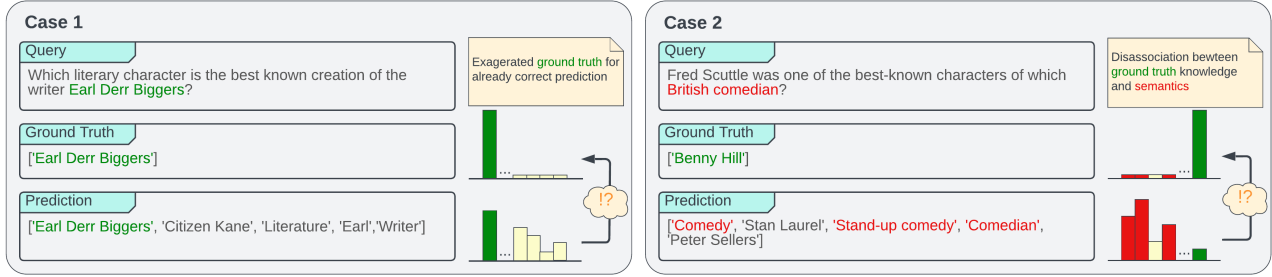 Case 1
Query
Which literary character is the best known creation of the
writer Earl Derr Biggers?
Exagerated ground truth for
already correct prediction
Ground Truth
['Earl Derr Biggers']
...
Prediction
['Earl Derr Biggers', 'Citizen Kane', 'Literature', 'Earl','Writer']
...
!?
Case 2
Query
Fred Scuttle was one of the best-known characters of which
British comedian?
Disassociation bewteen
ground truth knowledge
and semantics
Ground Truth
['Benny Hill']
...
Prediction
['Comedy', 'Stan Laurel', 'Stand-up comedy', 'Comedian',
'Peter Sellers']
...
!?